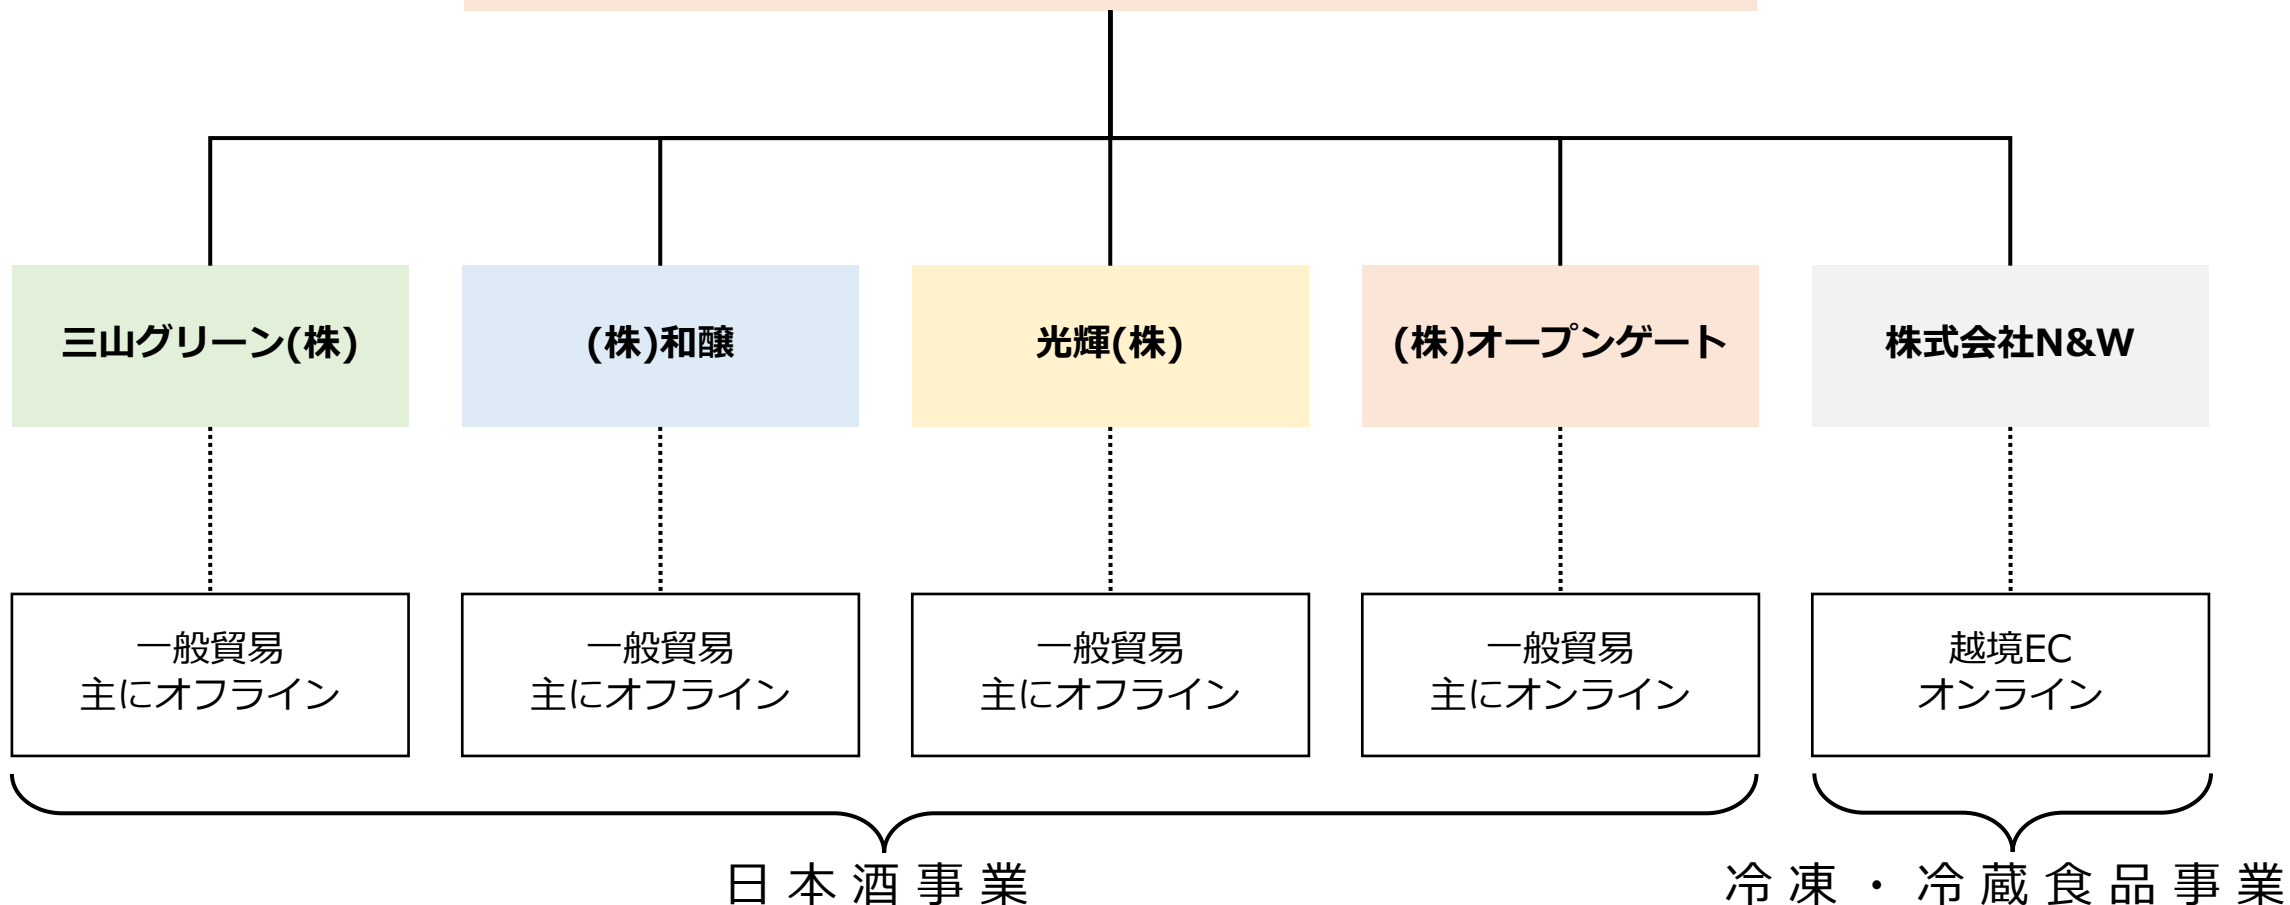 三山グリーン(株)
(株)和醸
光輝(株)
(株)オープンゲート
株式会社N&W
一般貿易
主にオフライン
一般貿易
主にオフライン
一般貿易
主にオフライン
一般貿易
主にオンライン
越境EC
オンライン
日本酒事業
冷凍・冷蔵食品事業